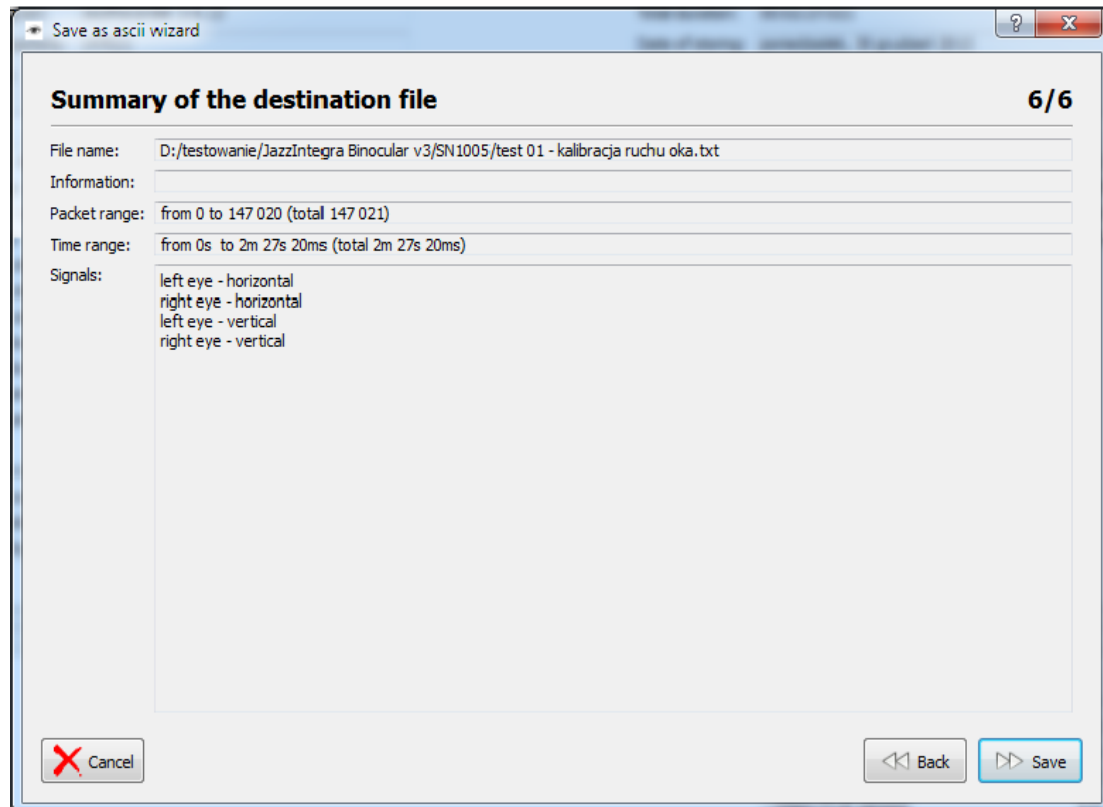 Save as ascii wizard
Summary of the destination file 6/6
File name: D:/testowanie/JazzIntegra Binocular v3/SN1005/test 01 - kalibracja ruchu oka.txt
Information:
Packet range: from 0 to 147 020 (total 147 021)
Time range: from 0s to 2m 27s 20ms (total 2m 27s 20ms)
Signals: left eye - horizontal
right eye - horizontal
left eye - vertical
right eye - vertical
Cancel Back Save